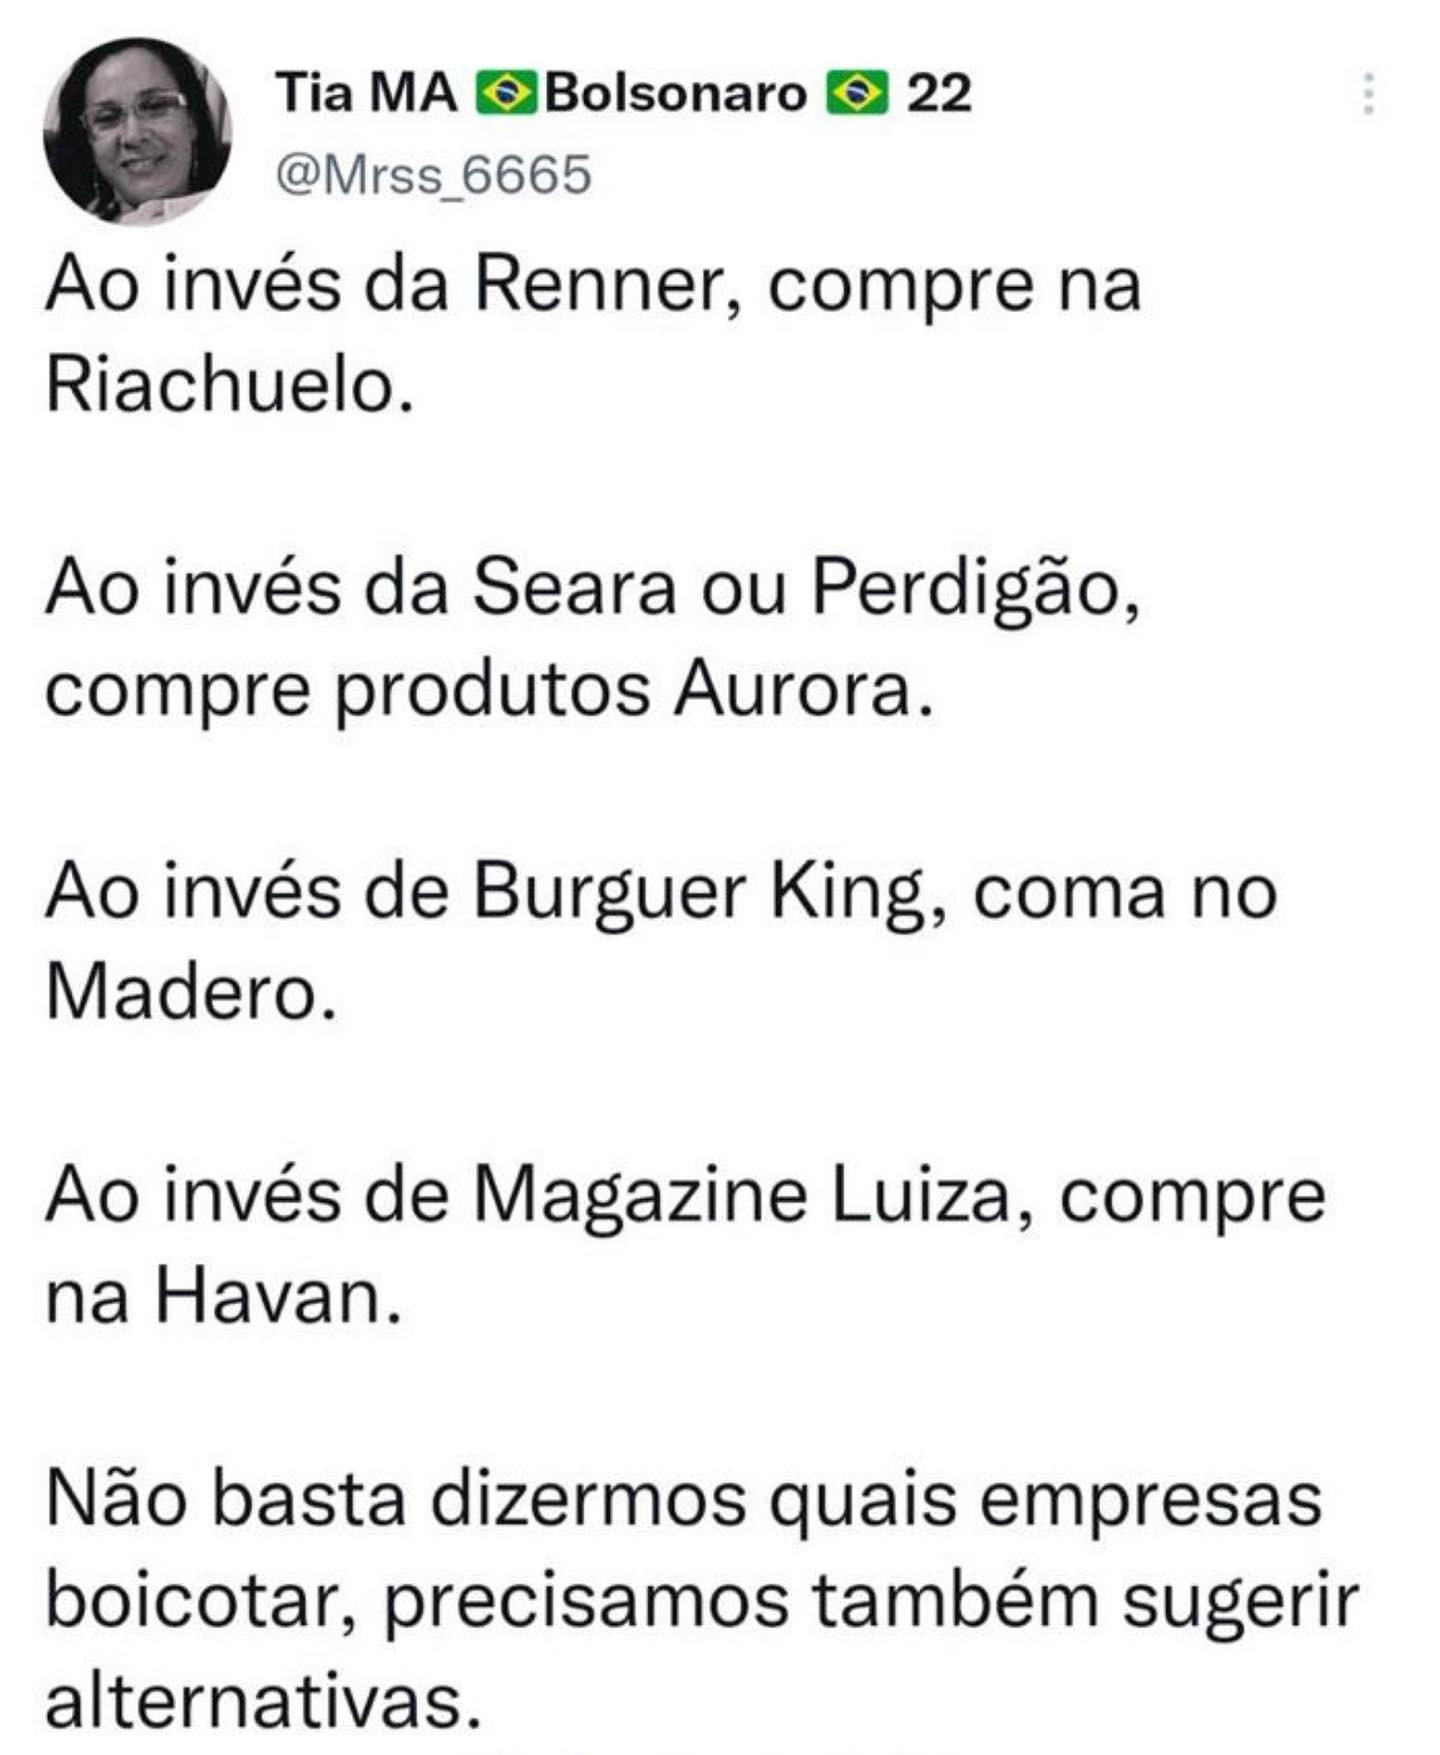 Tia MA 🇧🇷Bolsonaro 🇧🇷 22
@Mrss_6665
Ao invés da Renner, compre na
Riachuelo.
Ao invés da Seara ou Perdigão,
compre produtos Aurora.
Ao invés de Burguer King, coma no
Madero.
Ao invés de Magazine Luiza, compre
na Havan.
Não basta dizermos quais empresas
boicotar, precisamos também sugerir
alternativas.